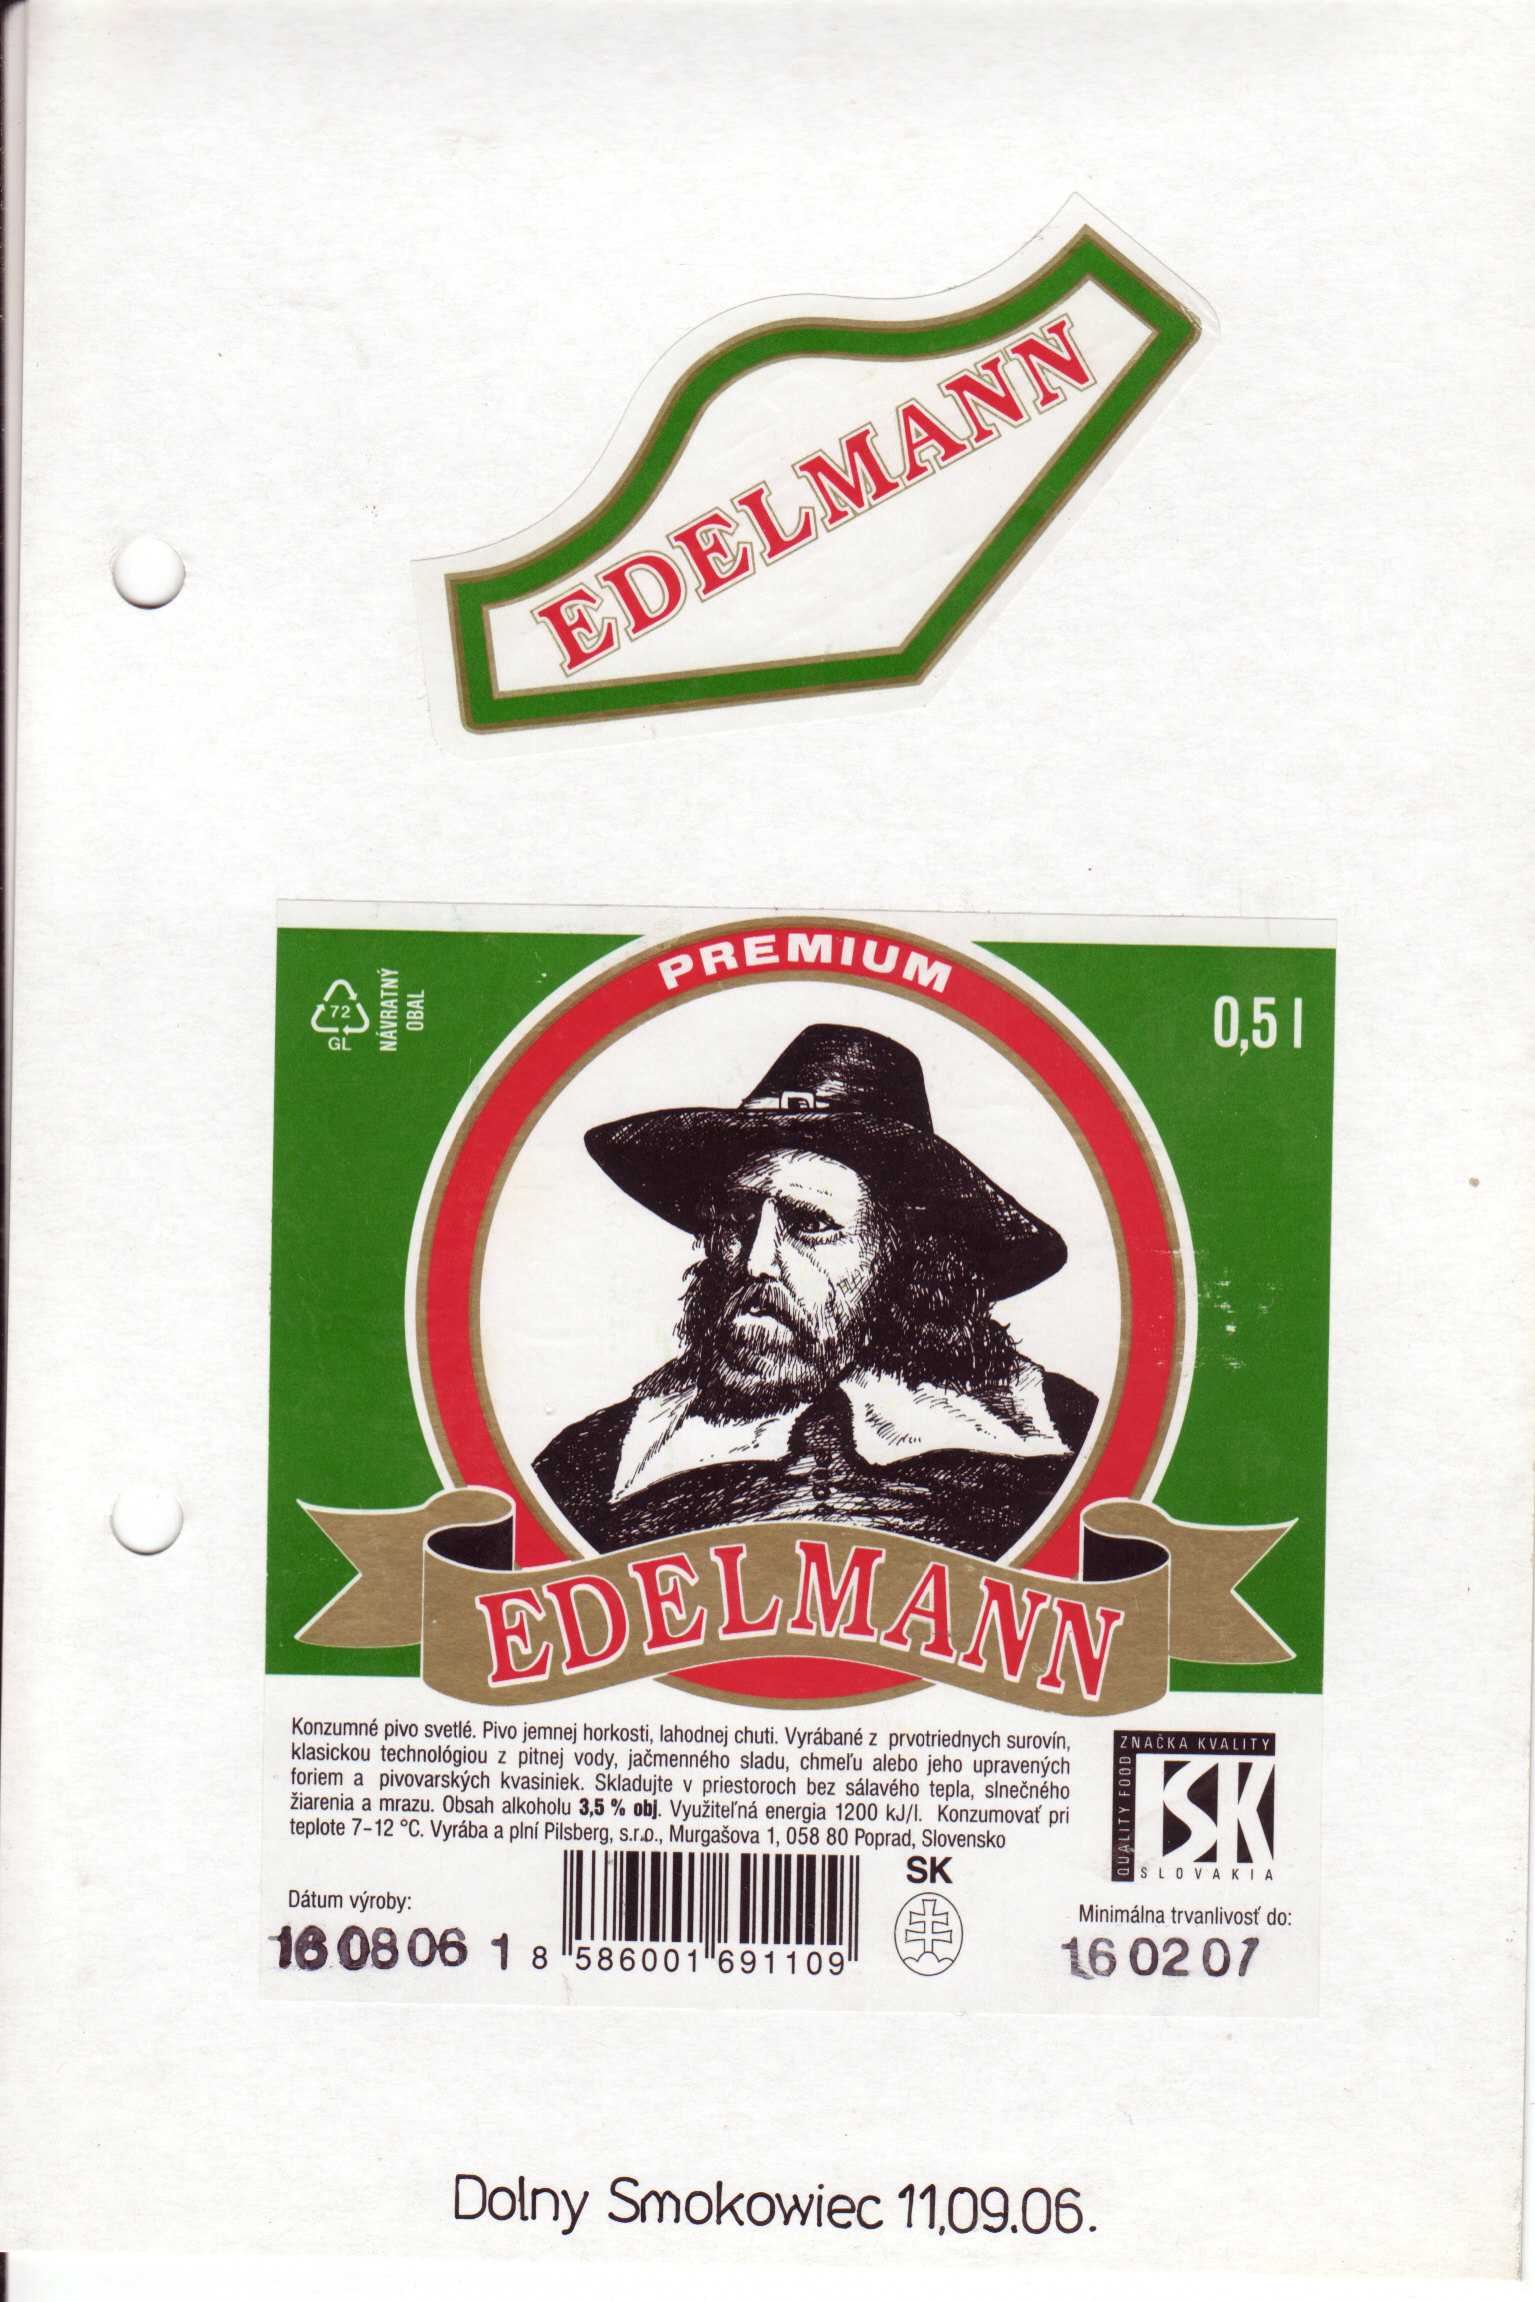 EDELMANN
PREMIUM
72
GL
NÁVRATNÝ
OBAL
0,5 l
EDELMANN
Konzumné pivo svetlé. Pivo jemnej horkosti, lahodnej chuti. Vyrábané z prvotriednych surovín,
klasickou technológiou z pitnej vody, jačmenného sladu, chmeľu alebo jeho upravených
foriem a pivovarských kvasiniek. Skladujte v priestoroch bez sálavého tepla, slnečného
žiarenia a mrazu. Obsah alkoholu 3,5 % obj. Využiteľná energia 1200 kJ/l. Konzumovať pri
teplote 7-12 °C. Vyrába a plní Pilsberg, s.r.o., Murgašova 1, 058 80 Poprad, Slovensko
ZNAČKA KVALITY
QUALITY FOOD
SK
SLOVAKIA
SK
Dátum výroby:
16 08 06 1
8 586001 691109
Minimálna trvanlivosť do:
16 02 07
Dolny Smokowiec 11.09.06.